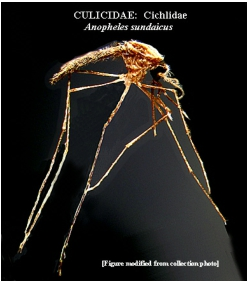 CULICIDAE: Cichlidae
Anopheles sundaicus
[Figure modified from collection photo]